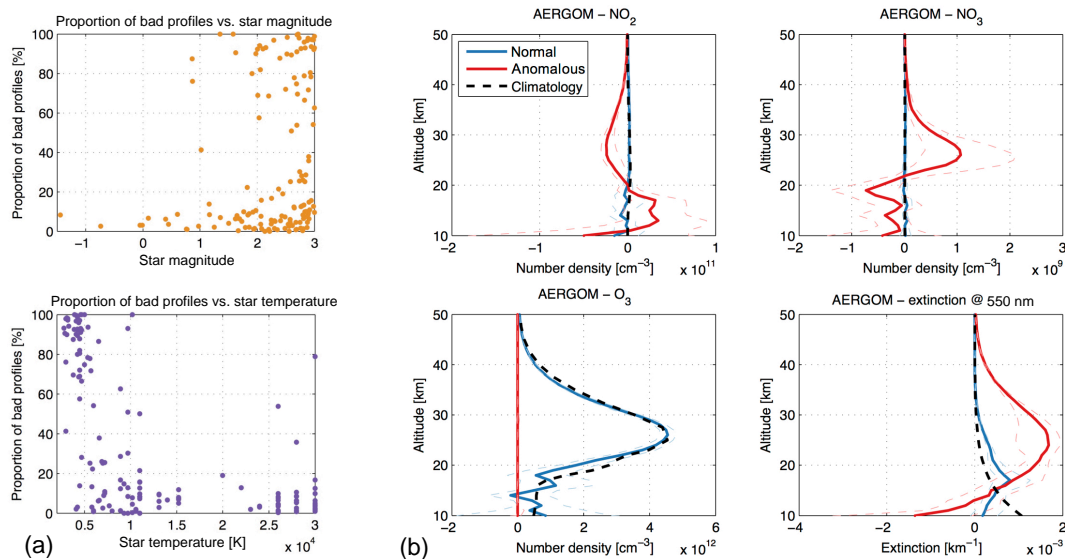 Proportion of bad profiles vs. star magnitude
Proportion of bad profiles [%]
100
80
60
40
20
0
−1 0 1 2 3
Star magnitude
AERGOM − NO2
Normal
Anomalous
Climatology
Altitude [km]
50
40
30
20
10
−2 −1 0 1
Number density [cm−3] x 10^11
AERGOM − NO3
Altitude [km]
50
40
30
20
10
−2 −1 0 1 2 3
Number density [cm−3] x 10^9
Proportion of bad profiles vs. star temperature
Proportion of bad profiles [%]
100
80
60
40
20
0
0.5 1 1.5 2 2.5 3
Star temperature [K] x 10^4
(a)
AERGOM − O3
Altitude [km]
50
40
30
20
10
−2 0 2 4 6
Number density [cm−3] x 10^12
(b)
AERGOM − extinction @ 550 nm
Altitude [km]
50
40
30
20
10
−2 −1 0 1 2
Extinction [km−1] x 10^−3